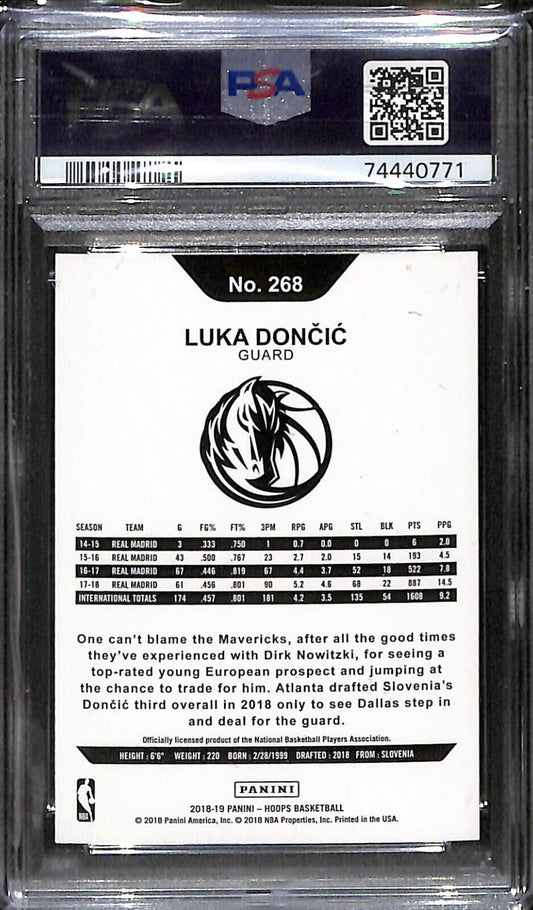 PSA
74440771
No. 268
LUKA DONČIĆ
GUARD
SEASON TEAM G FG% FT% 3PM RPG APG STL BLK PTS PPG
14-15 REAL MADRID 3 .333 .750 1 0.7 0.0 0 0 6 2.0
15-16 REAL MADRID 43 .500 .767 23 2.7 2.0 15 14 193 4.5
16-17 REAL MADRID 67 .446 .819 67 4.4 3.7 52 18 522 7.8
17-18 REAL MADRID 61 .456 .801 90 5.2 4.6 68 22 887 14.5
INTERNATIONAL TOTALS 174 .457 .801 181 4.2 3.5 135 54 1608 9.2
One can't blame the Mavericks, after all the good times
they've experienced with Dirk Nowitzki, for seeing a
top-rated young European prospect and jumping at
the chance to trade for him. Atlanta drafted Slovenia's
Dončić third overall in 2018 only to see Dallas step in
and deal for the guard.
Officially licensed product of the National Basketball Players Association.
HEIGHT : 6'6" WEIGHT : 220 BORN : 2/28/1999 DRAFTED : 2018 FROM : SLOVENIA
PANINI
NBA
2018-19 PANINI – HOOPS BASKETBALL
© 2018 Panini America, Inc. © 2018 NBA Properties, Inc. Printed in the USA.